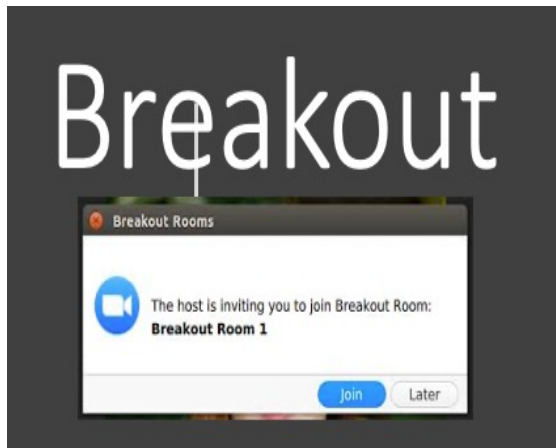 Breakout
Breakout Rooms
The host is inviting you to join Breakout Room:
Breakout Room 1
Join Later